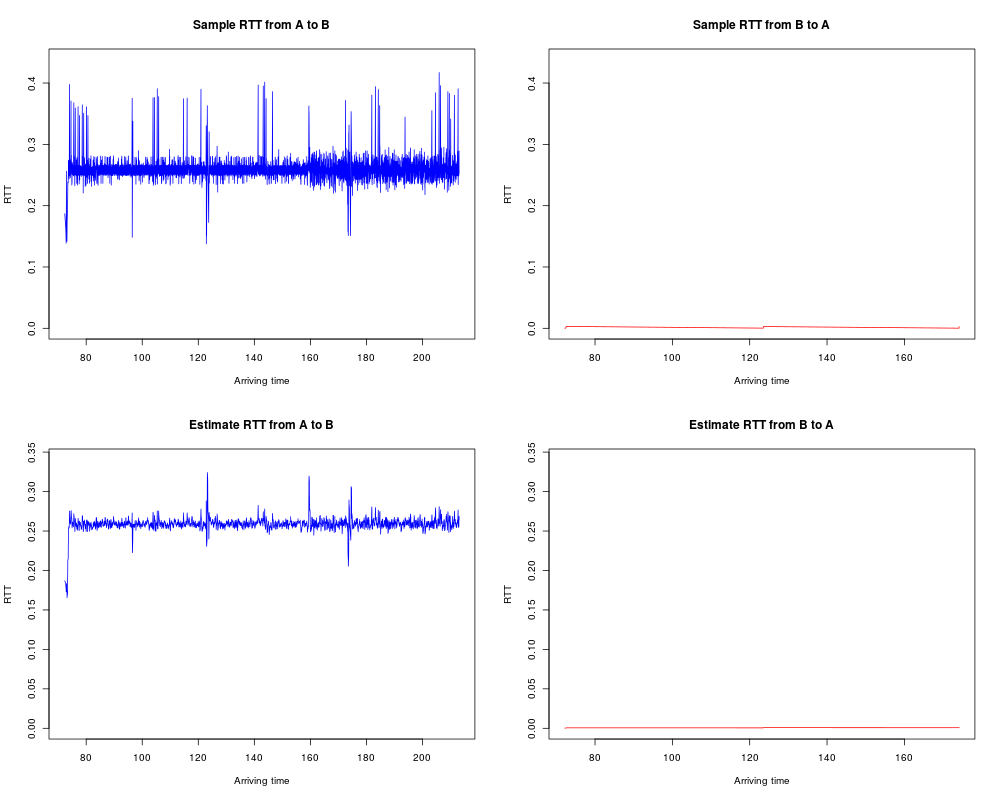 Sample RTT from A to B
RTT
0.4
0.3
0.2
0.1
0.0
80 100 120 140 160 180 200
Arriving time
Sample RTT from B to A
RTT
0.4
0.3
0.2
0.1
0.0
80 100 120 140 160
Arriving time
Estimate RTT from A to B
RTT
0.35
0.30
0.25
0.20
0.15
0.10
0.05
0.00
80 100 120 140 160 180 200
Arriving time
Estimate RTT from B to A
RTT
0.35
0.30
0.25
0.20
0.15
0.10
0.05
0.00
80 100 120 140 160
Arriving time